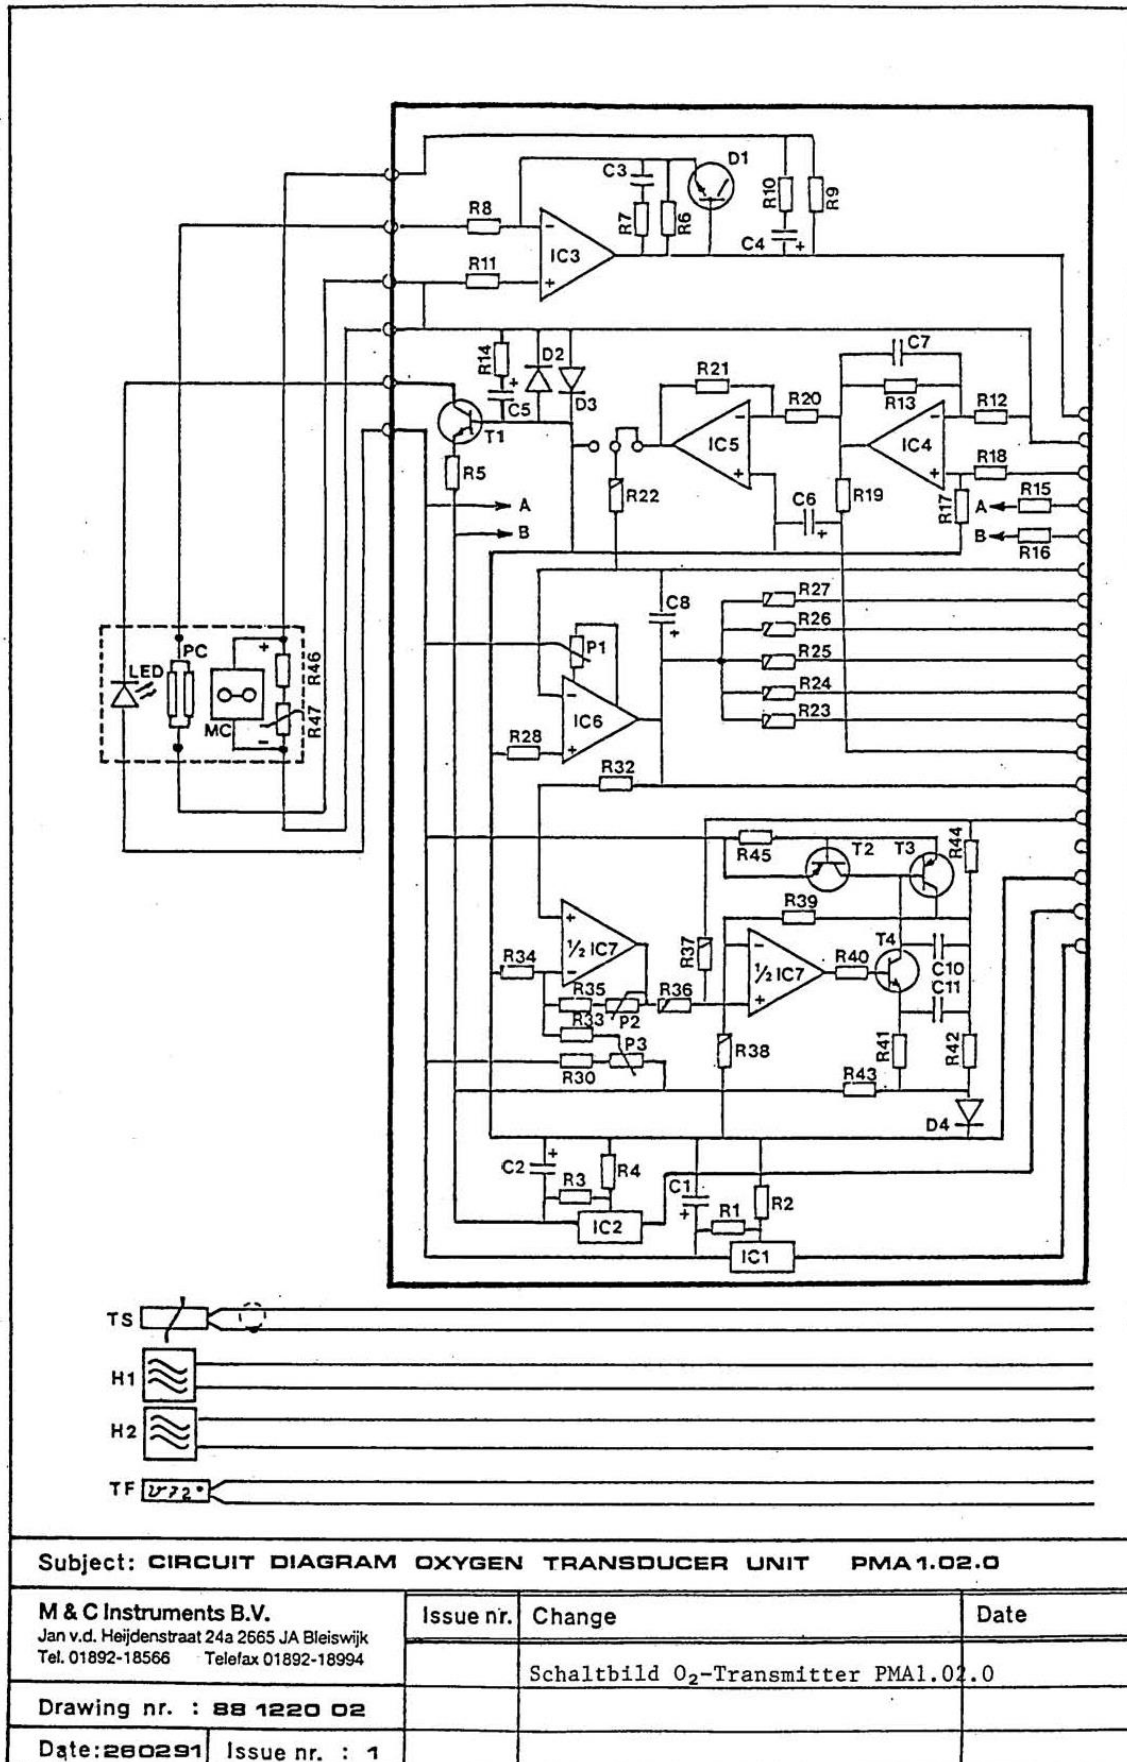 D1
C3
R10
R9
R8
R7
R6
C4
+
-
IC3
R11
+
C7
R14
D2
R21
R13
+
C5
D3
R20
R12
T1
-
IC5
-
IC4
R18
R5
+
+
R22
R19
R17
A
R15
A
C6
B
+
B
R16
R27
C8
+
R26
P1
R25
PC
+
R46
LED
-
R24
IC6
R23
MC
R47
-
R28
+
R32
R45
T2
T3
R44
R39
+
½ IC7
-
T4
R34
R37
-
½ IC7
R40
C10
R35
R36
+
C11
P2
R33
P3
R38
R41
R42
R30
R43
D4
C2
+
R4
R3
C1
R2
+
R1
IC2
IC1
TS
H1
H2
TF
Subject: CIRCUIT DIAGRAM OXYGEN TRANSDUCER UNIT PMA1.02.0
M & C Instruments B.V.
Jan v.d. Heijdenstraat 24a 2665 JA Bleiswijk
Tel. 01892-18566 Telefax 01892-18994
Issue nr.
Change
Date
Schaltbild O₂-Transmitter PMA1.02.0
Drawing nr. : 88 1220 02
Date:280291
Issue nr. : 1